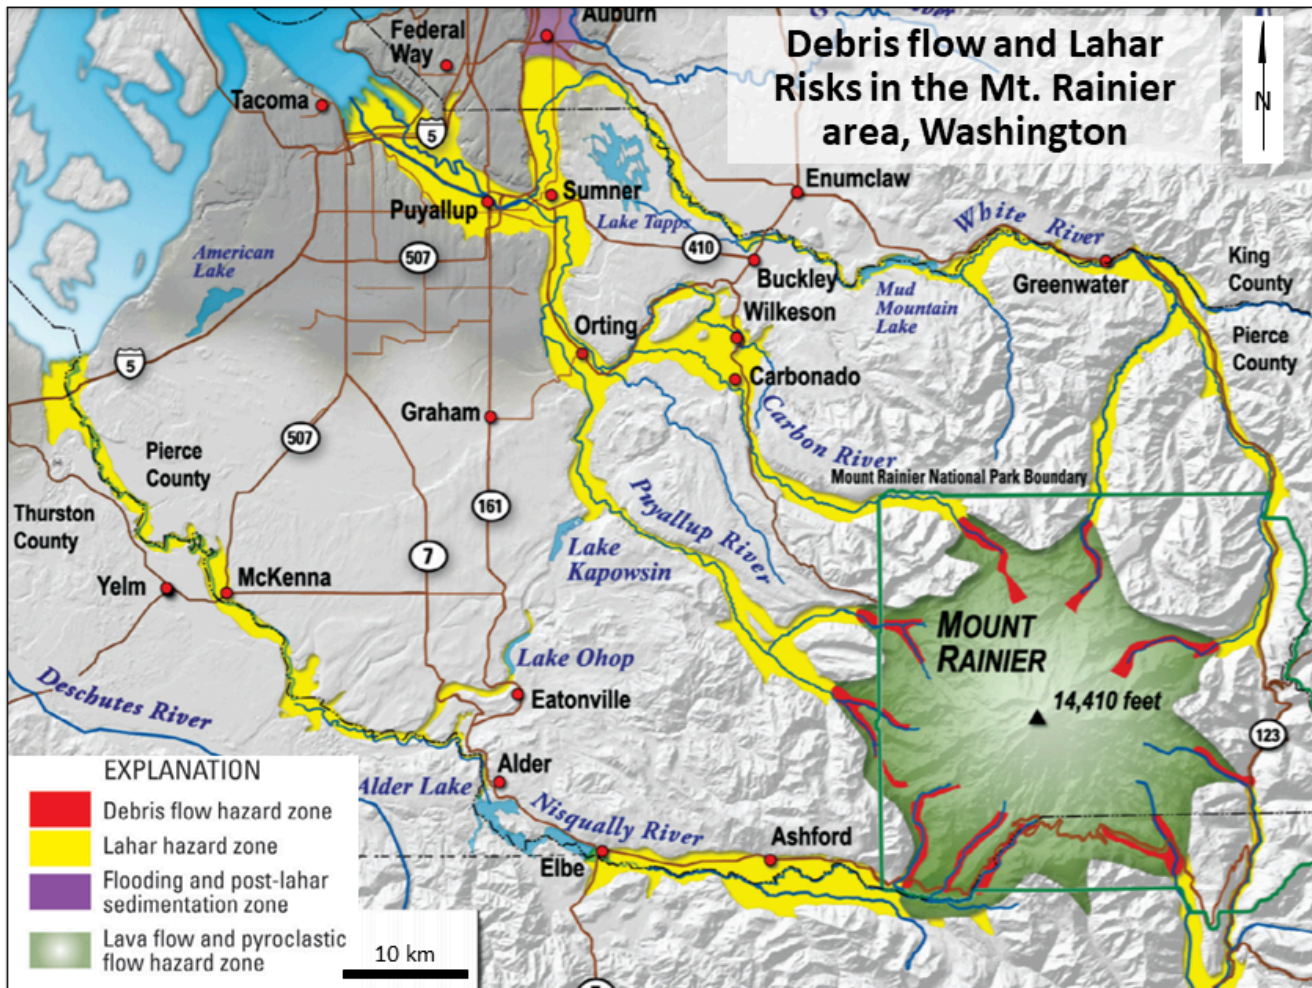 Debris flow and Lahar
Risks in the Mt. Rainier
area, Washington
N
Auburn
River
Federal
Way
Tacoma
5
Enumclaw
Sumner
Puyallup
Lake Tapps
White River
410
507
American
Lake
Buckley
Greenwater
King
County
Mud
Mountain
Lake
Wilkeson
Orting
Pierce
County
5
Carbonado
Graham
Carbon River
507
Pierce
County
Mount Rainier National Park Boundary
161
Puyallup River
Thurston
County
7
Lake
Kapowsin
Yelm
McKenna
MOUNT
RAINIER
Lake Ohop
Eatonville
Deschutes River
14,410 feet
123
Alder
Alder Lake
Nisqually River
Ashford
Elbe
EXPLANATION
Debris flow hazard zone
Lahar hazard zone
Flooding and post-lahar
sedimentation zone
Lava flow and pyroclastic
flow hazard zone
10 km